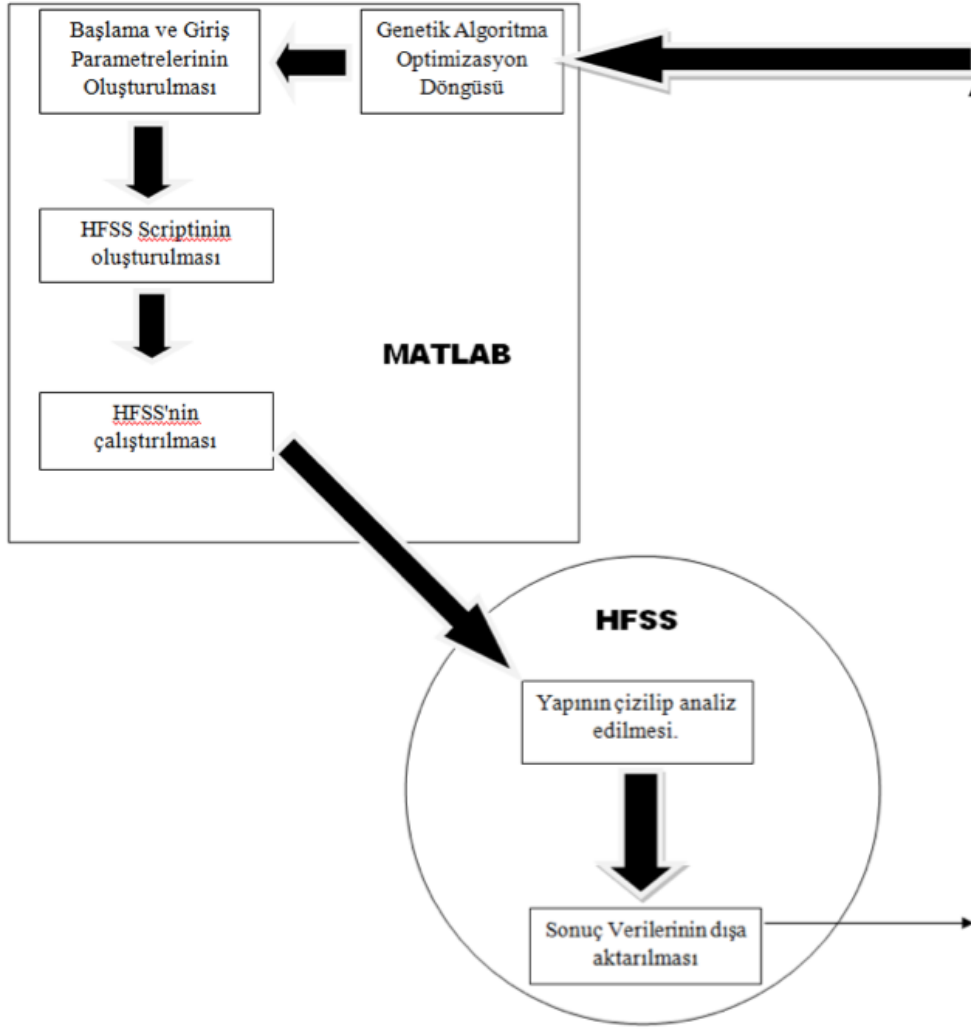 Başlama ve Giriş
Parametrelerinin
Oluşturulması
Genetik Algoritma
Optimizasyon
Döngüsü
HFSS Scriptinin
oluşturulması
MATLAB
HFSS'nin
çalıştırılması
HFSS
Yapının çizilip analiz
edilmesi.
Sonuç Verilerinin dışa
aktarılması